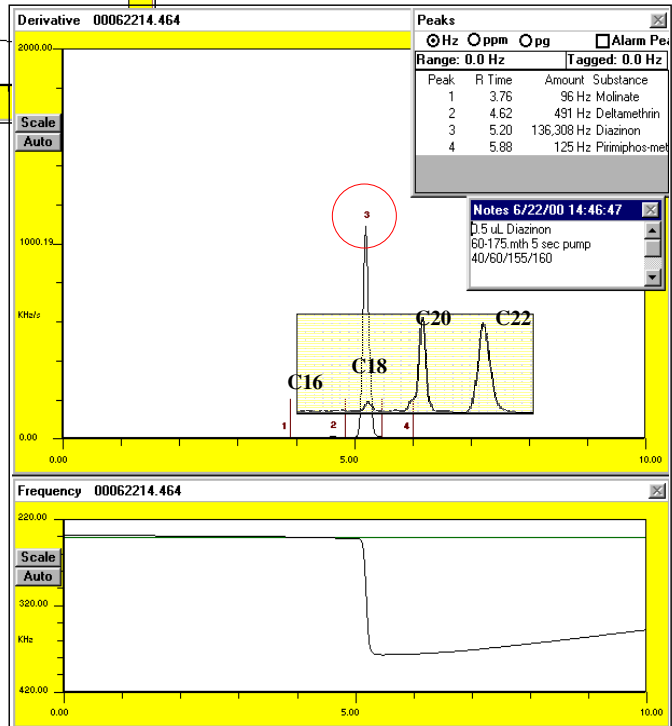 Derivative 00062214.464
2000.00
Scale
Auto
1000.19
KHz/s
0.00
3
C16
C18
C20
C22
1
2
4
0.00
5.00
10.00
Peaks
Hz ppm pg Alarm Pea
Range: 0.0 Hz Tagged: 0.0 Hz
Peak R Time Amount Substance
1 3.76 96 Hz Molinate
2 4.62 491 Hz Deltamethrin
3 5.20 136,308 Hz Diazinon
4 5.88 125 Hz Pirimiphos-met
Notes 6/22/00 14:46:47
0.5 uL Diazinon
60-175.mth 5 sec pump
40/60/155/160
Frequency 00062214.464
220.00
Scale
Auto
320.00
KHz
420.00
0.00
5.00
10.00